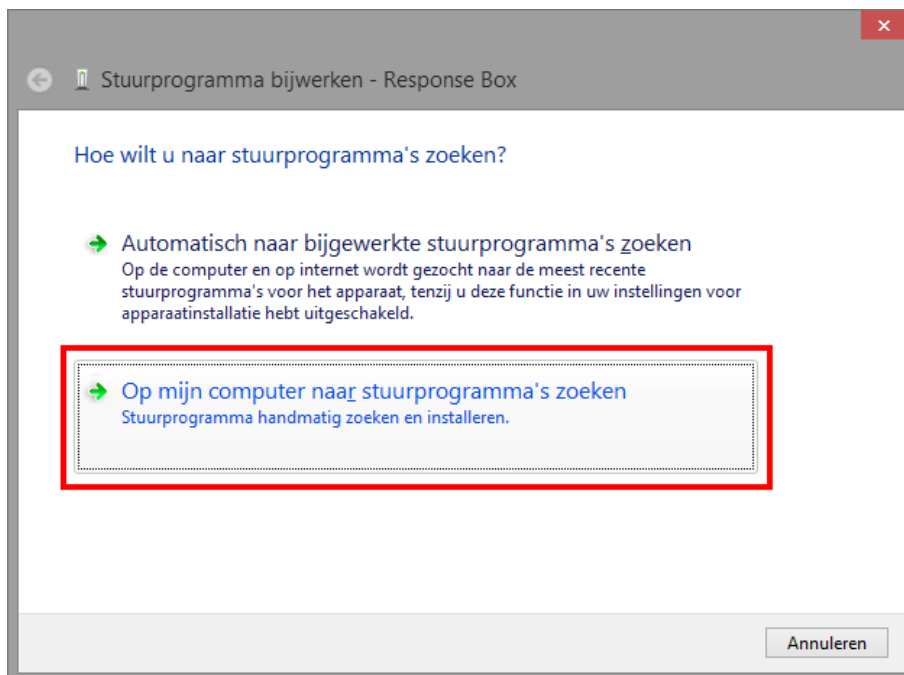 Stuurprogramma bijwerken - Response Box
Hoe wilt u naar stuurprogramma's zoeken?
Automatisch naar bijgewerkte stuurprogramma's zoeken
Op de computer en op internet wordt gezocht naar de meest recente
stuurprogramma's voor het apparaat, tenzij u deze functie in uw instellingen voor
apparaatinstallatie hebt uitgeschakeld.
Op mijn computer naar stuurprogramma's zoeken
Stuurprogramma handmatig zoeken en installeren.
Annuleren